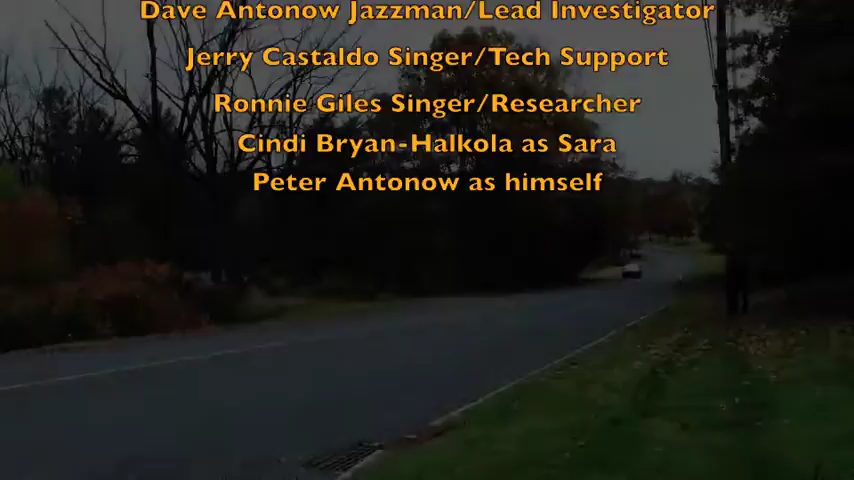 Dave Antonow Jazzman/Lead Investigator
Jerry Castaldo Singer/Tech Support
Ronnie Giles Singer/Researcher
Cindi Bryan-Halkola as Sara
Peter Antonow as himself